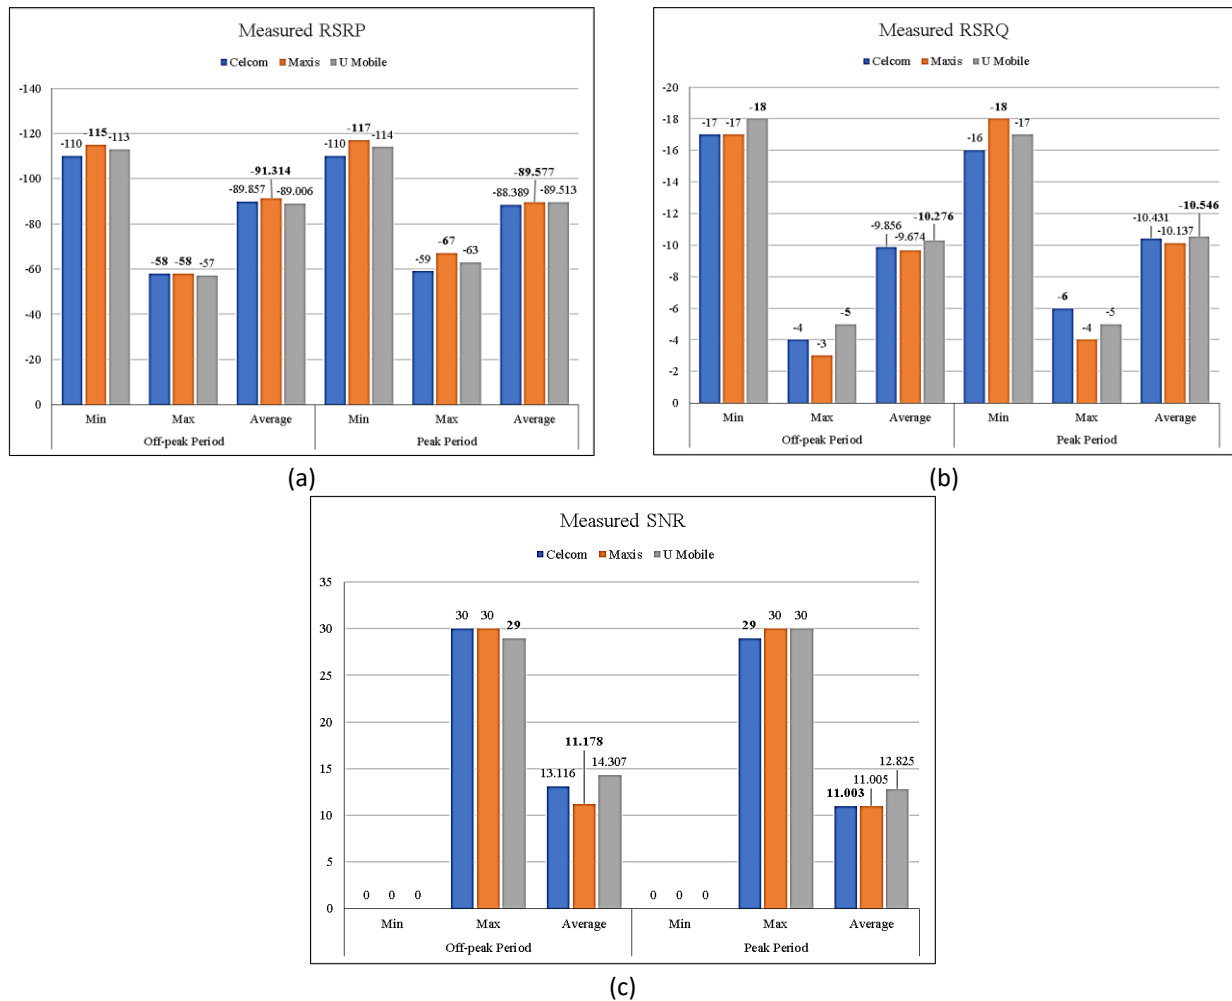 Measured RSRP
Celcom Maxis U Mobile
-140
-120
-100
-80
-60
-40
-20
0
-110 -115 -113 -58 -58 -57 -89.857 -91.314 -89.006 -110 -117 -114 -59 -67 -63 -88.389 -89.577 -89.513
Min Max Average Min Max Average
Off-peak Period Peak Period
(a)
Measured RSRQ
Celcom Maxis U Mobile
-20
-18
-16
-14
-12
-10
-8
-6
-4
-2
0
-17 -17 -18 -4 -3 -5 -9.856 -9.674 -10.276 -16 -18 -17 -6 -4 -5 -10.431 -10.137 -10.546
Min Max Average Min Max Average
Off-peak Period Peak Period
(b)
Measured SNR
Celcom Maxis U Mobile
35
30
25
20
15
10
5
0
0 0 0 30 30 29 13.116 11.178 14.307 0 0 0 29 30 30 11.003 11.005 12.825
Min Max Average Min Max Average
Off-peak Period Peak Period
(c)